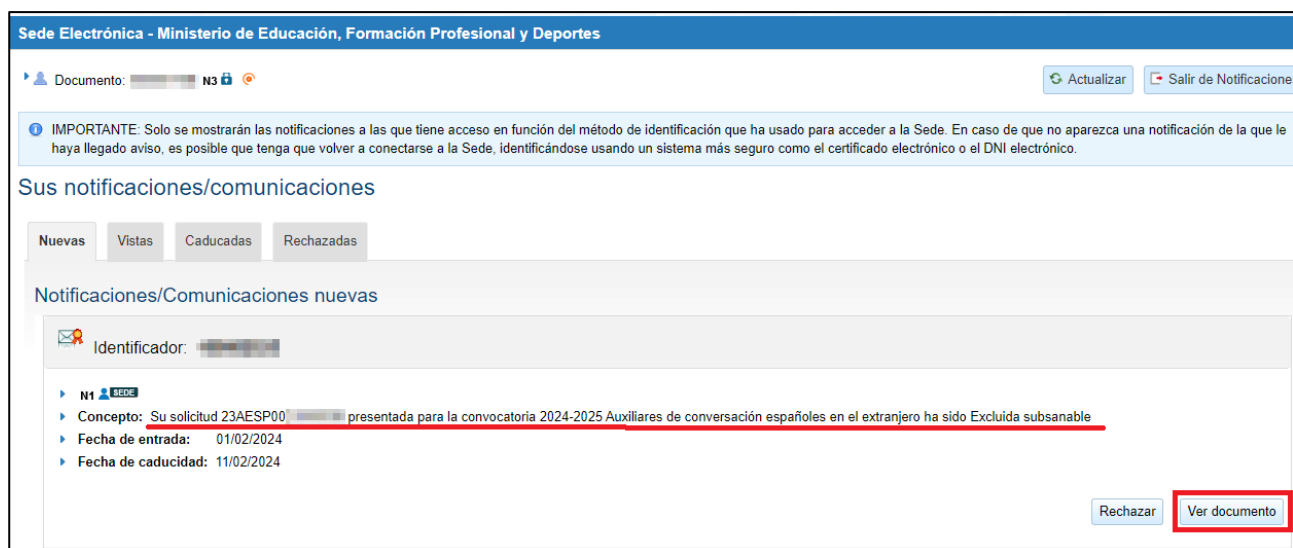 Sede Electrónica - Ministerio de Educación, Formación Profesional y Deportes
Documento: N3
Actualizar
Salir de Notificacione
IMPORTANTE: Solo se mostrarán las notificaciones a las que tiene acceso en función del método de identificación que ha usado para acceder a la Sede. En caso de que no aparezca una notificación de la que le
haya llegado aviso, es posible que tenga que volver a conectarse a la Sede, identificándose usando un sistema más seguro como el certificado electrónico o el DNI electrónico.
Sus notificaciones/comunicaciones
Nuevas Vistas Caducadas Rechazadas
Notificaciones/Comunicaciones nuevas
Identificador:
N1 SEDE
Concepto: Su solicitud 23AESP00 presentada para la convocatoria 2024-2025 Auxiliares de conversación españoles en el extranjero ha sido Excluida subsanable
Fecha de entrada: 01/02/2024
Fecha de caducidad: 11/02/2024
Rechazar Ver documento